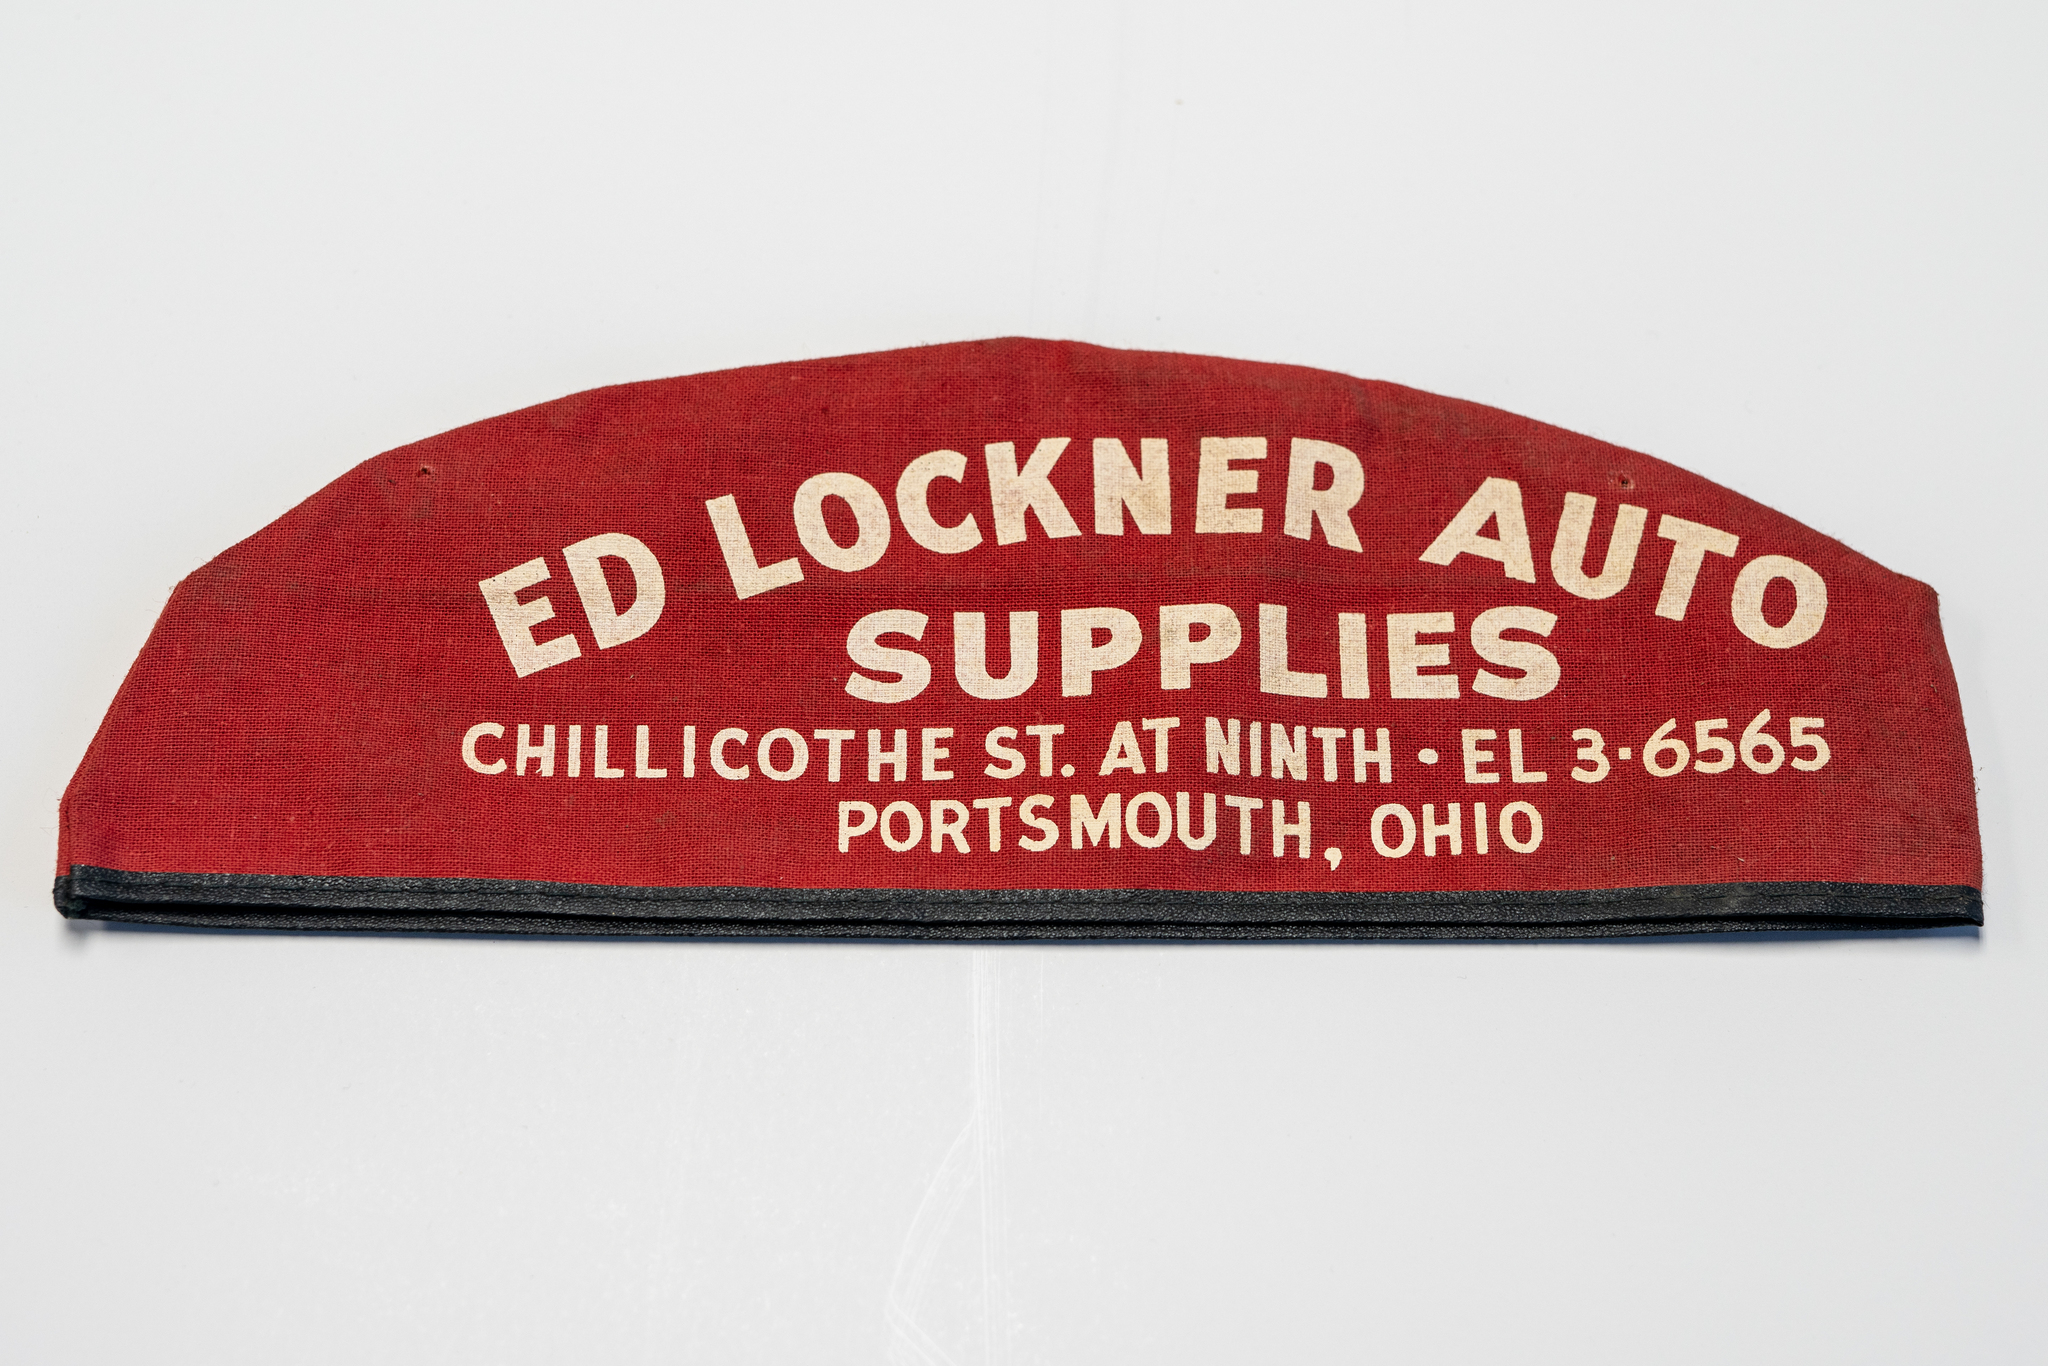 ED LOCKNER AUTO
SUPPLIES
CHILLICOTHE ST. AT NINTH • EL 3·6565
PORTSMOUTH, OHIO